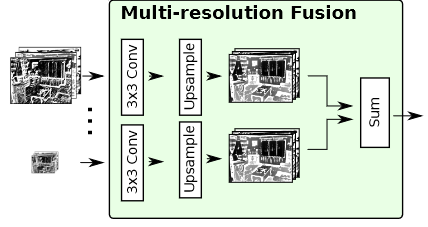 Multi-resolution Fusion
3x3 Conv
Upsample
3x3 Conv
Upsample
Sum